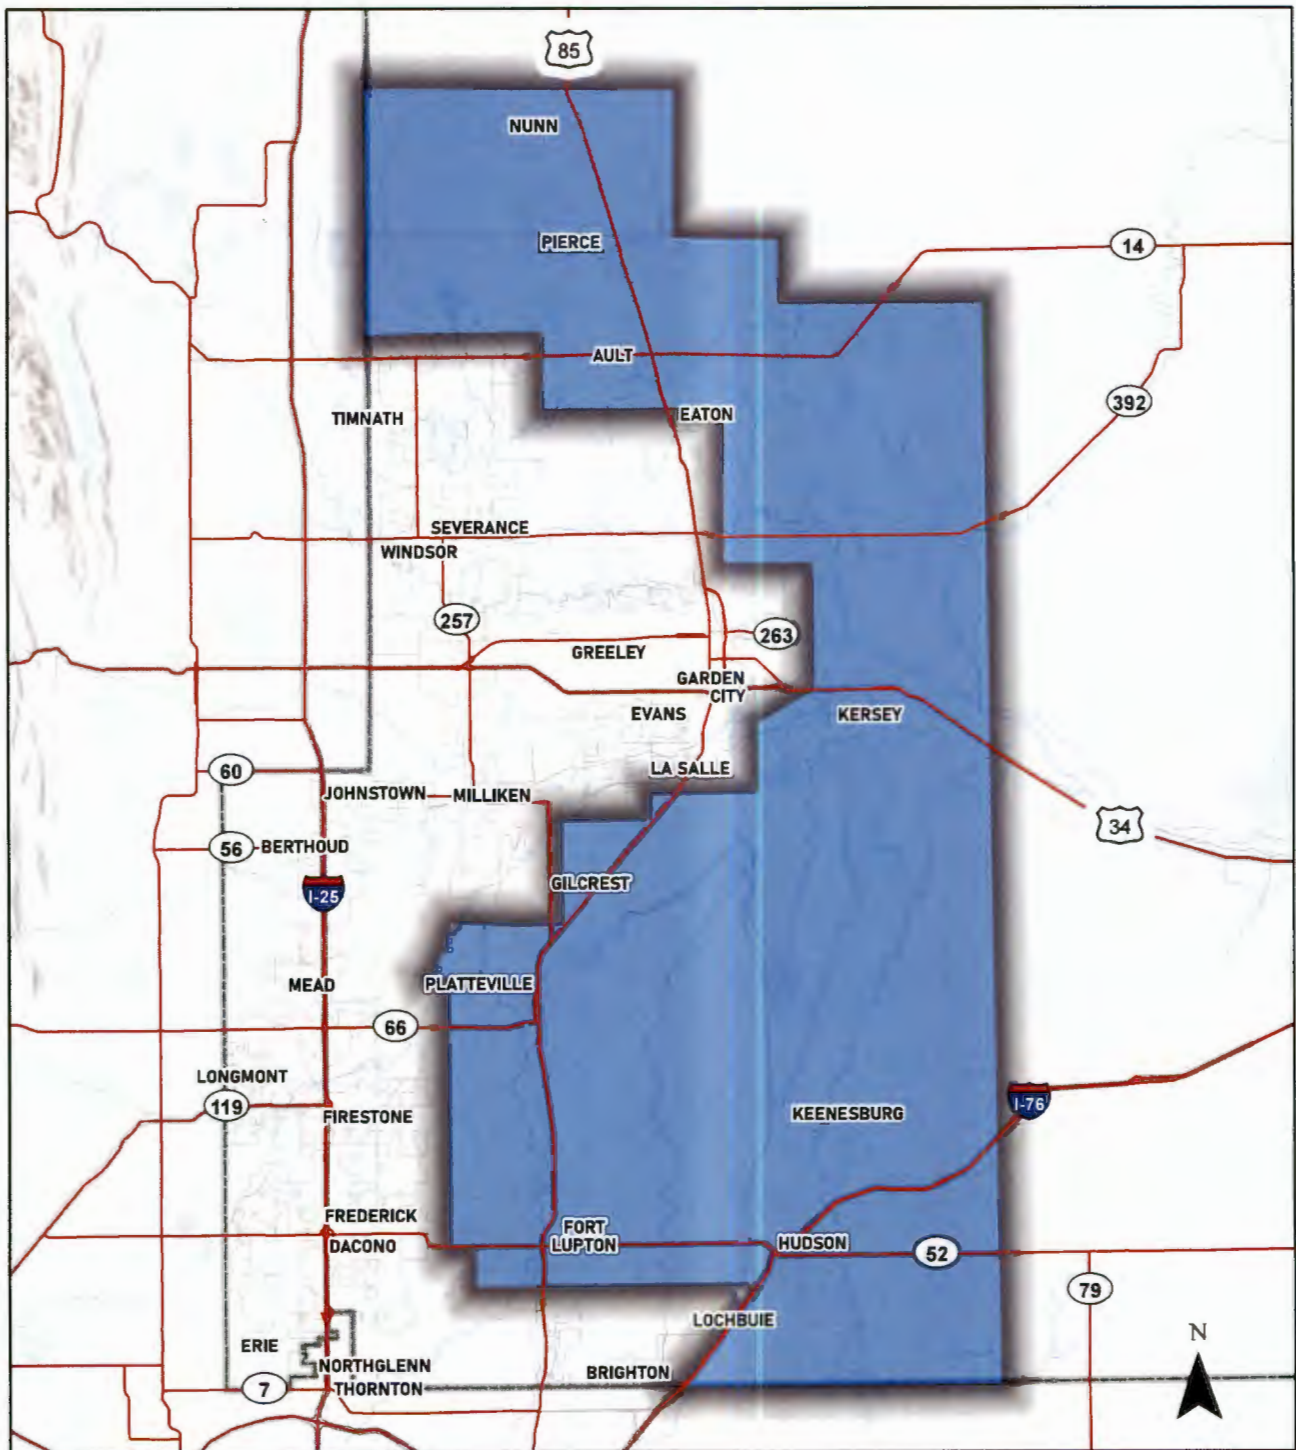 85
NUNN
PIERCE
14
AULT
392
TIMNATH
EATON
SEVERANCE
WINDSOR
257
263
GREELEY
GARDEN
CITY
EVANS
KERSEY
LA SALLE
60
JOHNSTOWN
MILLIKEN
34
56
BERTHOUD
I-25
GILCREST
MEAD
PLATTEVILLE
66
LONGMONT
119
FIRESTONE
KEENESBURG
I-76
FREDERICK
DACONO
FORT
LUPTON
HUDSON
52
79
LOCHBUIE
ERIE
N
NORTHGLENN
BRIGHTON
7
THORNTON